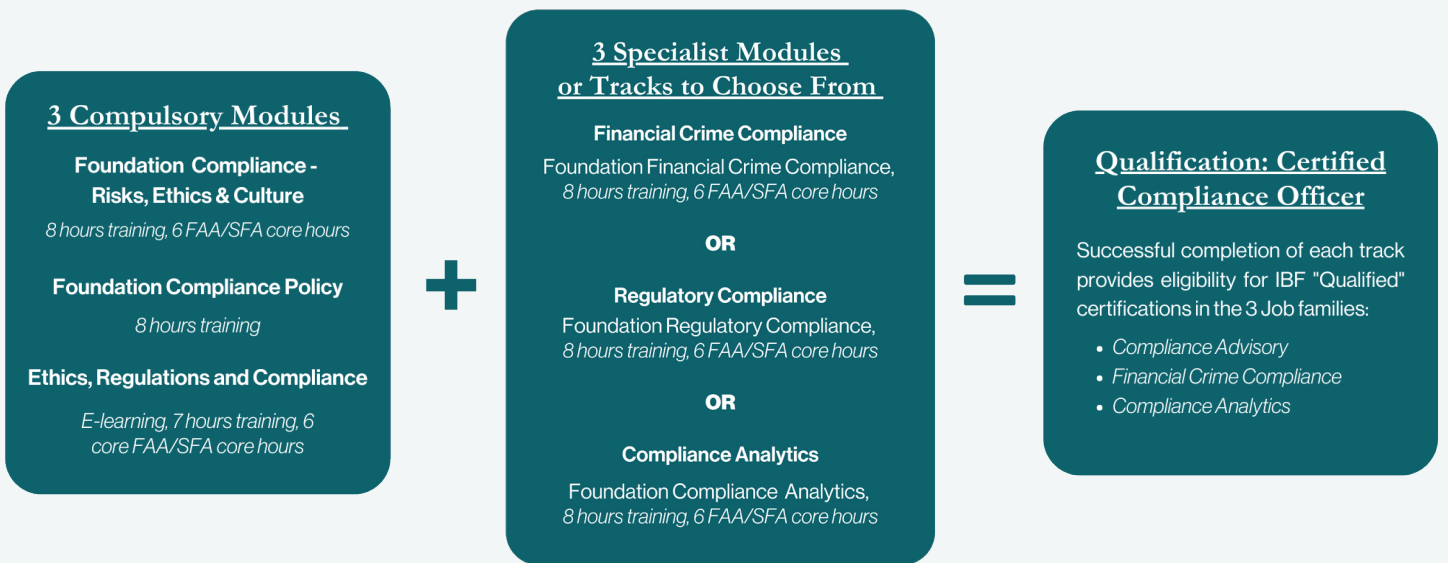 3 Compulsory Modules
Foundation Compliance -
Risks, Ethics & Culture
8 hours training, 6 FAA/SFA core hours
Foundation Compliance Policy
8 hours training
Ethics, Regulations and Compliance
E-learning, 7 hours training, 6
core FAA/SFA core hours
+
3 Specialist Modules
or Tracks to Choose From
Financial Crime Compliance
Foundation Financial Crime Compliance,
8 hours training, 6 FAA/SFA core hours
OR
Regulatory Compliance
Foundation Regulatory Compliance,
8 hours training, 6 FAA/SFA core hours
OR
Compliance Analytics
Foundation Compliance Analytics,
8 hours training, 6 FAA/SFA core hours
=
Qualification: Certified
Compliance Officer
Successful completion of each track
provides eligibility for IBF "Qualified"
certifications in the 3 Job families:
• Compliance Advisory
• Financial Crime Compliance
• Compliance Analytics